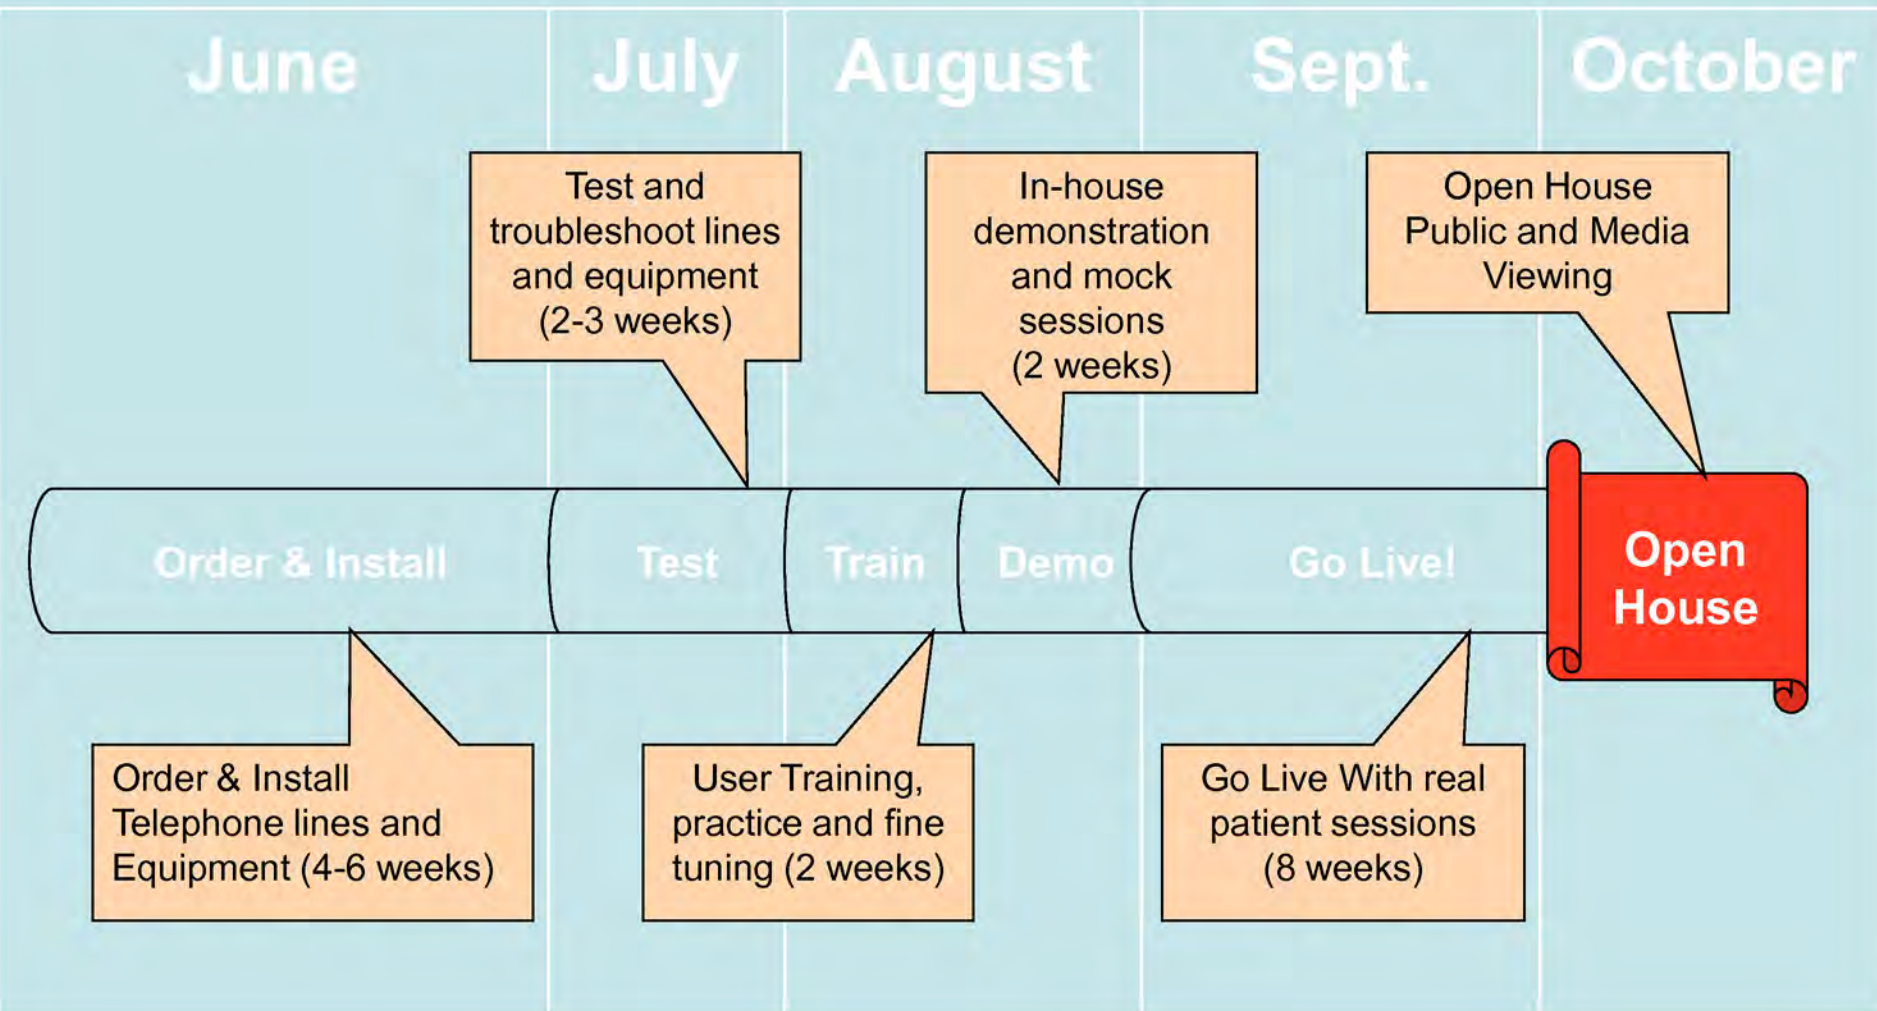 June
July
August
Sept.
October
Test and
troubleshoot lines
and equipment
(2-3 weeks)
In-house
demonstration
and mock
sessions
(2 weeks)
Open House
Public and Media
Viewing
Order & Install
Test
Train
Demo
Go Live!
Open
House
Order & Install
Telephone lines and
Equipment (4-6 weeks)
User Training,
practice and fine
tuning (2 weeks)
Go Live With real
patient sessions
(8 weeks)